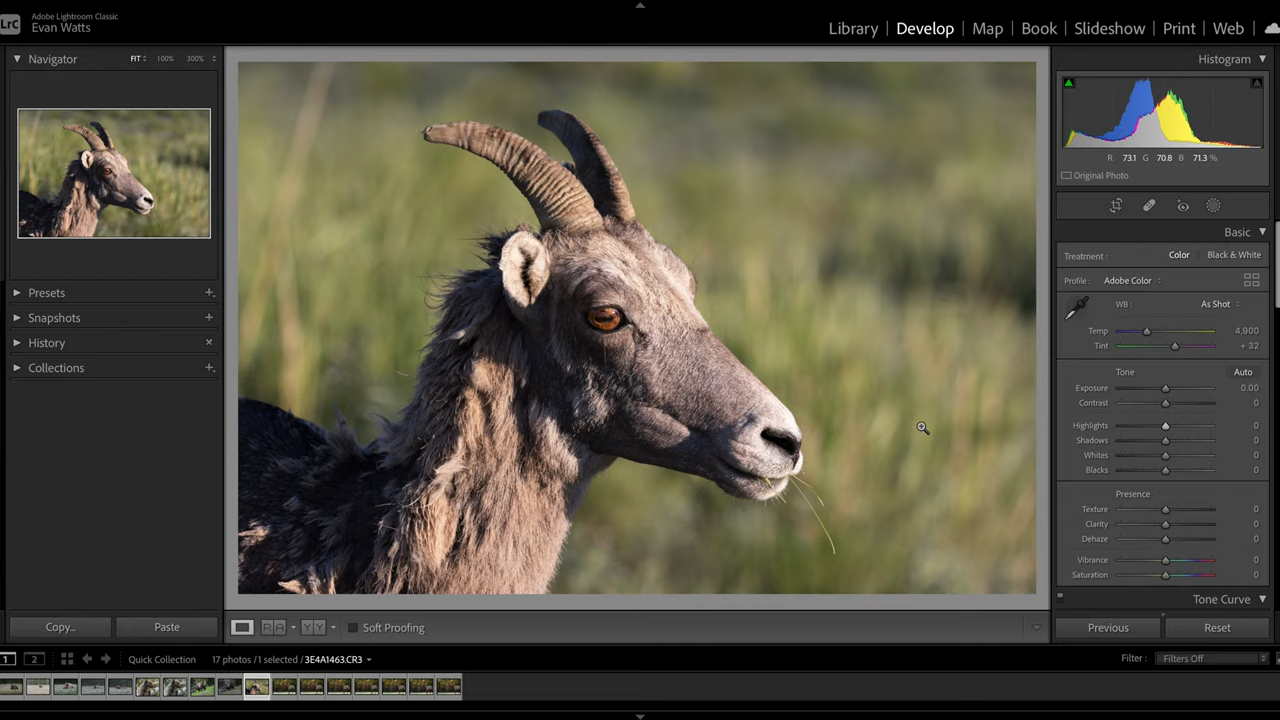 LrC
Adobe Lightroom Classic
Evan Watts
Library | Develop | Map | Book | Slideshow | Print | Web
Navigator
FIT 100% 300%
Presets
Snapshots
History
Collections
Copy...
Paste
Histogram
R 73.1 G 70.8 B 71.3 %
Original Photo
Basic
Treatment : Color Black & White
Profile : Adobe Color
WB : As Shot
Temp 4,900
Tint + 32
Tone Auto
Exposure 0.00
Contrast 0
Highlights 0
Shadows 0
Whites 0
Blacks 0
Presence
Texture 0
Clarity 0
Dehaze 0
Vibrance 0
Saturation 0
Tone Curve
Previous
Reset
Soft Proofing
1 2 Quick Collection 17 photos / 1 selected / 3E4A1463.CR3
Filter : Filters Off